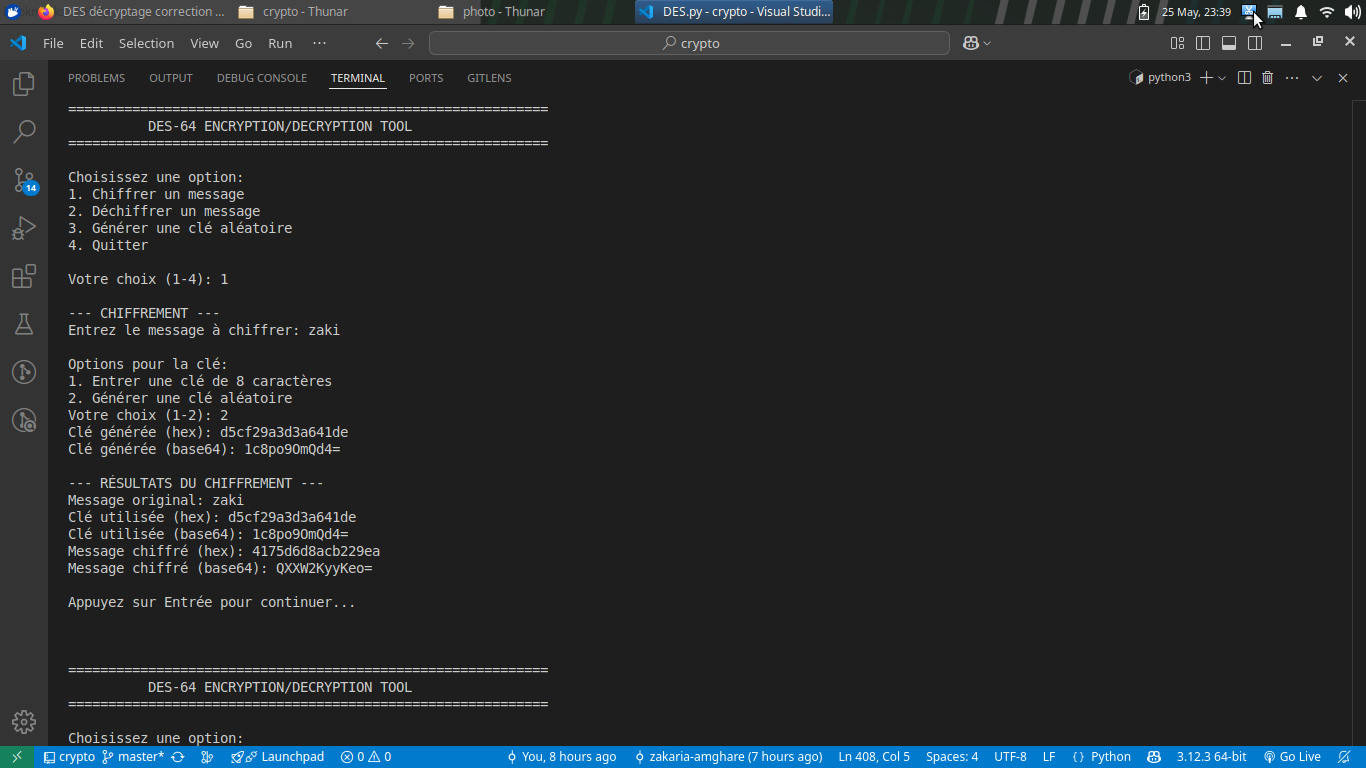 DES décryptage correction ...
crypto - Thunar
photo - Thunar
DES.py - crypto - Visual Studi...
25 May, 23:39
File Edit Selection View Go Run ...
crypto
PROBLEMS OUTPUT DEBUG CONSOLE TERMINAL PORTS GITLENS
python3
============================================================
DES-64 ENCRYPTION/DECRYPTION TOOL
============================================================
Choisissez une option:
1. Chiffrer un message
2. Déchiffrer un message
3. Générer une clé aléatoire
4. Quitter
Votre choix (1-4): 1
--- CHIFFREMENT ---
Entrez le message à chiffrer: zaki
Options pour la clé:
1. Entrer une clé de 8 caractères
2. Générer une clé aléatoire
Votre choix (1-2): 2
Clé générée (hex): d5cf29a3d3a641de
Clé générée (base64): 1c8po9OmQd4=
--- RÉSULTATS DU CHIFFREMENT ---
Message original: zaki
Clé utilisée (hex): d5cf29a3d3a641de
Clé utilisée (base64): 1c8po9OmQd4=
Message chiffré (hex): 4175d6d8acb229ea
Message chiffré (base64): QXXW2KyyKeo=
Appuyez sur Entrée pour continuer...
============================================================
DES-64 ENCRYPTION/DECRYPTION TOOL
============================================================
Choisissez une option:
14
crypto master* Launchpad 0 0 You, 8 hours ago zakaria-amghare (7 hours ago) Ln 408, Col 5 Spaces: 4 UTF-8 LF { } Python 3.12.3 64-bit Go Live